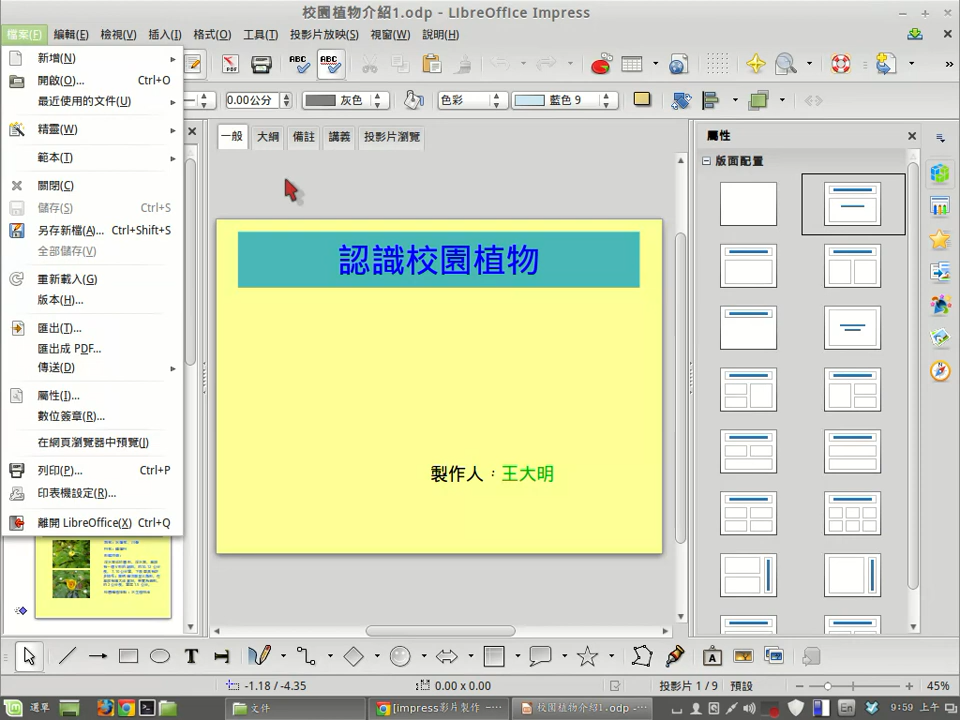 校園植物介紹1.odp - LibreOffice Impress
檔案(F) 編輯(E) 檢視(V) 插入(I) 格式(O) 工具(T) 投影片放映(S) 視窗(W) 說明(H)
新增(N)
開啟(O)... Ctrl+O
最近使用的文件(U)
精靈(W)
範本(T)
關閉(C)
儲存(S) Ctrl+S
另存新檔(A)... Ctrl+Shift+S
全部儲存(V)
重新載入(G)
版本(H)...
匯出(T)...
匯出成 PDF...
傳送(D)
屬性(I)...
數位簽章(R)...
在網頁瀏覽器中預覽(J)
列印(P)... Ctrl+P
印表機設定(R)...
離開 LibreOffice(X) Ctrl+Q
0.00公分 灰色 色彩 藍色 9
一般 大綱 備註 講義 投影片瀏覽
認識校園植物
製作人：王大明
屬性
版面配置
-1.18 / -4.35 0.00 x 0.00 投影片 1 / 9 預設 45%
選單 文件 [impress影片製作 ... 校園植物介紹1.odp -... En 9:59 上午